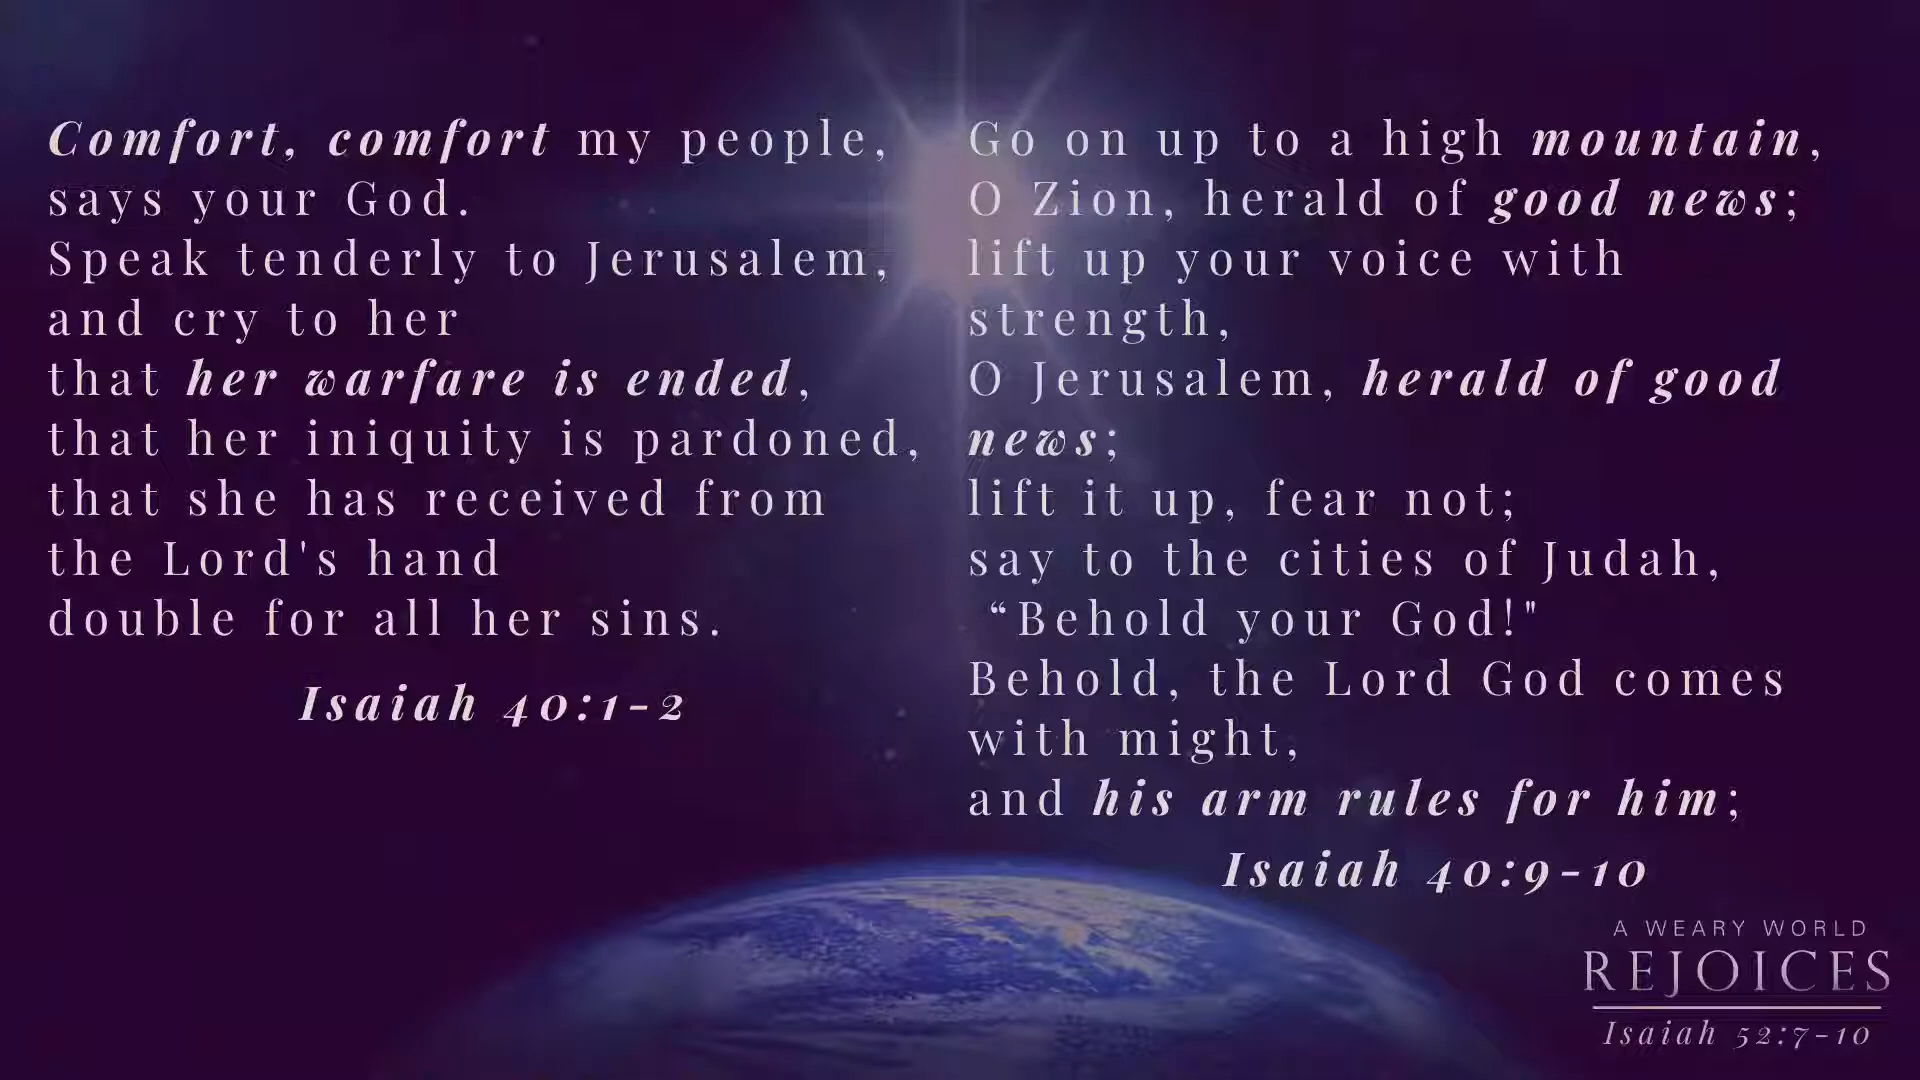 Comfort, comfort my people,
says your God.
Speak tenderly to Jerusalem,
and cry to her
that her warfare is ended,
that her iniquity is pardoned,
that she has received from
the Lord's hand
double for all her sins.
Isaiah 40:1-2
Go on up to a high mountain,
O Zion, herald of good news;
lift up your voice with
strength,
O Jerusalem, herald of good
news;
lift it up, fear not;
say to the cities of Judah,
“Behold your God!"
Behold, the Lord God comes
with might,
and his arm rules for him;
Isaiah 40:9-10
A WEARY WORLD
REJOICES
Isaiah 52:7-10